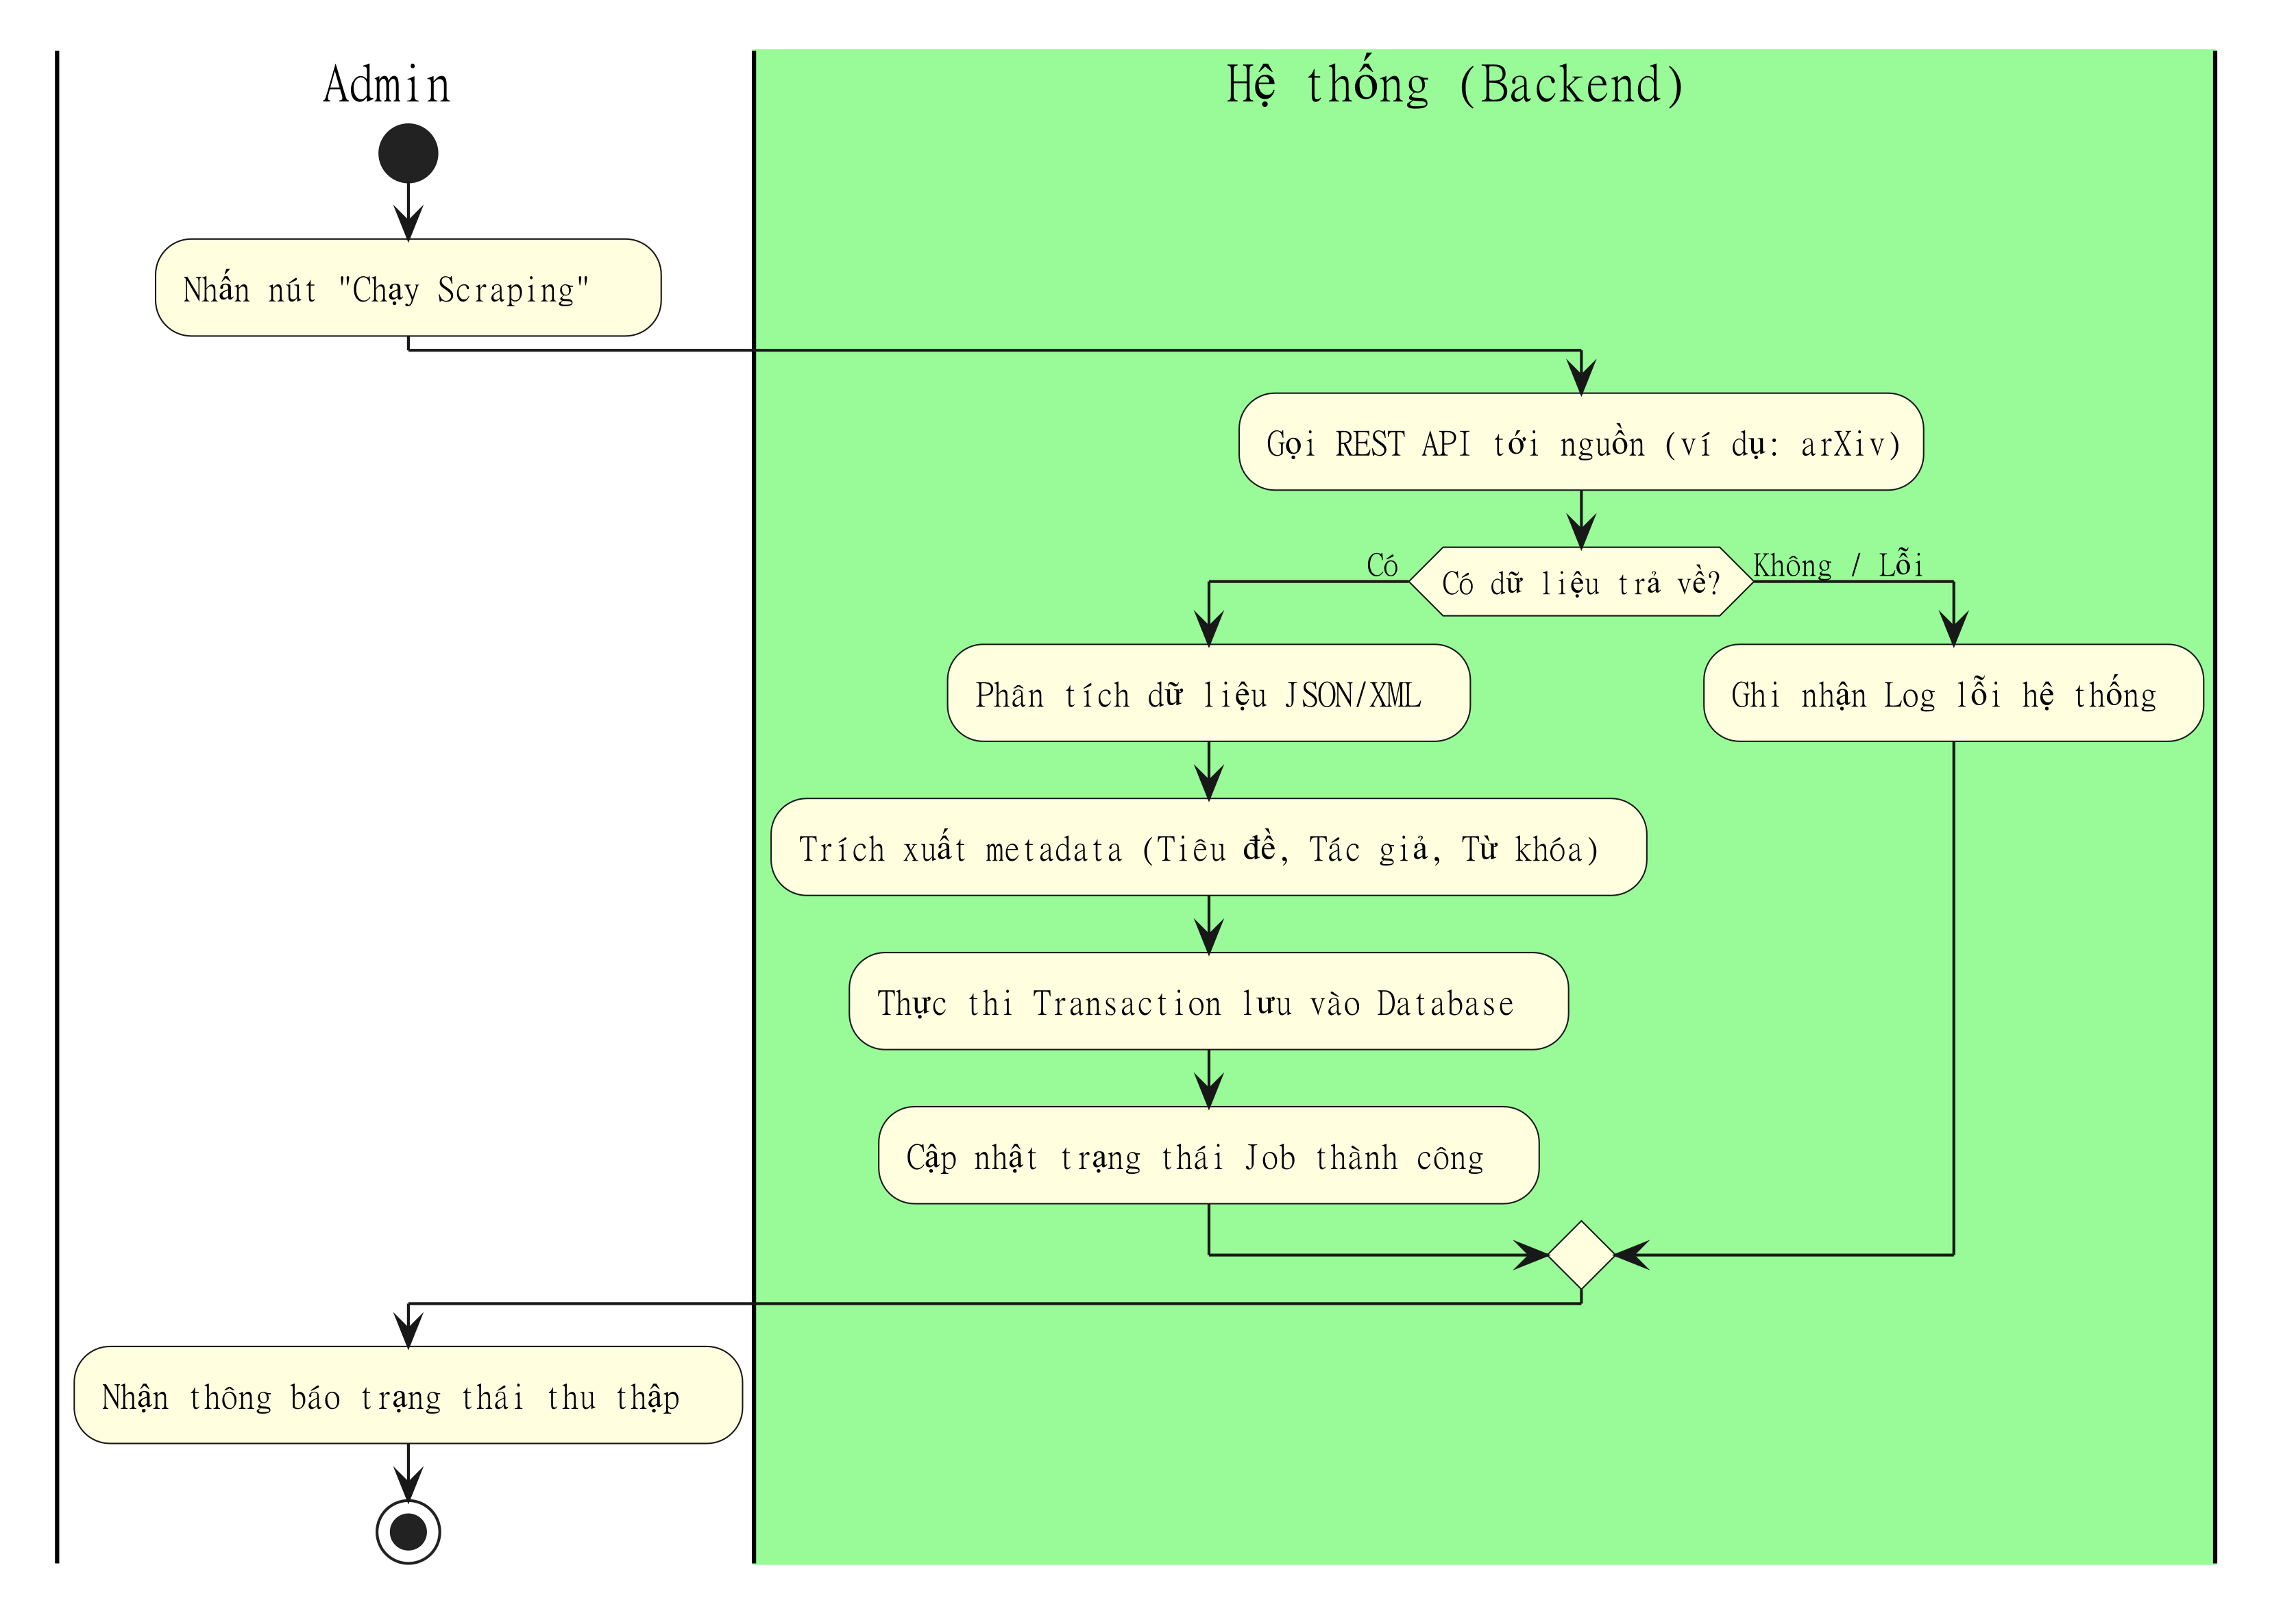 Admin
Hệ thống (Backend)
Nhấn nút "Chạy Scraping"
Gọi REST API tới nguồn (ví dụ: arXiv)
Có dữ liệu trả về?
Có
Không / Lỗi
Phân tích dữ liệu JSON/XML
Ghi nhận Log lỗi hệ thống
Trích xuất metadata (Tiêu đề, Tác giả, Từ khóa)
Thực thi Transaction lưu vào Database
Cập nhật trạng thái Job thành công
Nhận thông báo trạng thái thu thập